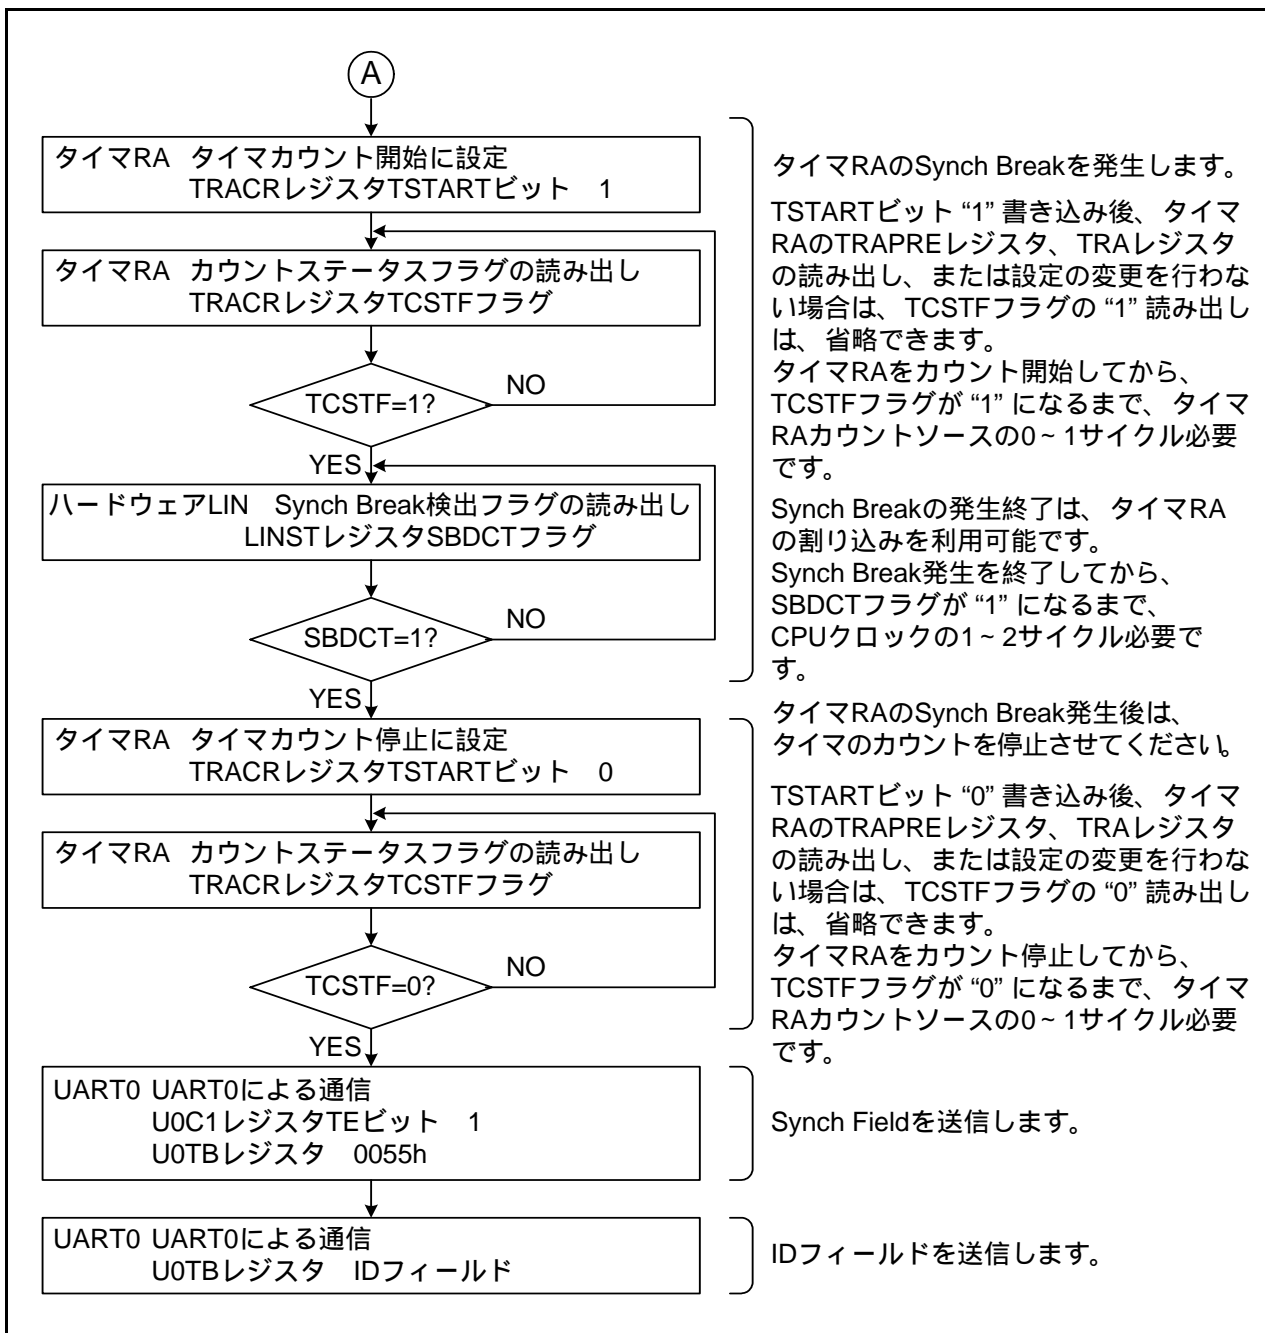 A
タイマRA タイマカウント開始に設定
TRACRレジスタTSTARTビット 1
タイマRA カウントステータスフラグの読み出し
TRACRレジスタTCSTFフラグ
TCSTF=1?
NO
YES
ハードウェアLIN Synch Break検出フラグの読み出し
LINSTレジスタSBDCTフラグ
SBDCT=1?
NO
YES
タイマRAのSynch Breakを発生します。
TSTARTビット “1” 書き込み後、タイマ
RAのTRAPREレジスタ、TRAレジスタ
の読み出し、または設定の変更を行わな
い場合は、TCSTFフラグの “1” 読み出し
は、省略できます。
タイマRAをカウント開始してから、
TCSTFフラグが “1” になるまで、タイマ
RAカウントソースの0~1サイクル必要
です。
Synch Breakの発生終了は、タイマRA
の割り込みを利用可能です。
Synch Break発生を終了してから、
SBDCTフラグが “1” になるまで、
CPUクロックの1~2サイクル必要で
す。
タイマRA タイマカウント停止に設定
TRACRレジスタTSTARTビット 0
タイマRA カウントステータスフラグの読み出し
TRACRレジスタTCSTFフラグ
TCSTF=0?
NO
YES
タイマRAのSynch Break発生後は、
タイマのカウントを停止させてください。
TSTARTビット “0” 書き込み後、タイマ
RAのTRAPREレジスタ、TRAレジスタ
の読み出し、または設定の変更を行わな
い場合は、TCSTFフラグの “0” 読み出し
は、省略できます。
タイマRAをカウント停止してから、
TCSTFフラグが “0” になるまで、タイマ
RAカウントソースの0~1サイクル必要
です。
UART0 UART0による通信
U0C1レジスタTEビット 1
U0TBレジスタ 0055h
Synch Fieldを送信します。
UART0 UART0による通信
U0TBレジスタ IDフィールド
IDフィールドを送信します。